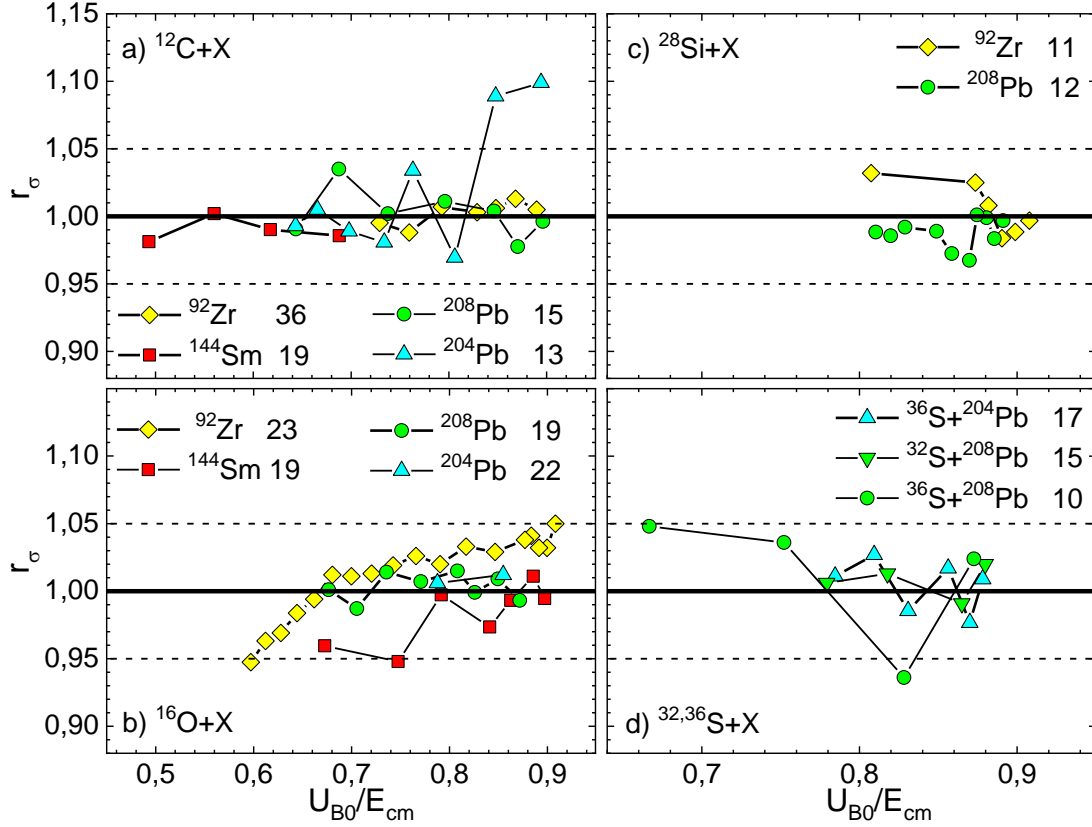 1,15
1,10
1,05
1,00
0,95
0,90
r_σ
a) ¹²C+X
⁹²Zr 36
¹⁴⁴Sm 19
²⁰⁸Pb 15
²⁰⁴Pb 13
c) ²⁸Si+X
⁹²Zr 11
²⁰⁸Pb 12
1,10
1,05
1,00
0,95
0,90
r_σ
⁹²Zr 23
¹⁴⁴Sm 19
²⁰⁸Pb 19
²⁰⁴Pb 22
b) ¹⁶O+X
³⁶S+²⁰⁴Pb 17
³²S+²⁰⁸Pb 15
³⁶S+²⁰⁸Pb 10
d) ³²,³⁶S+X
0,5 0,6 0,7 0,8 0,9
U_B0/E_cm
0,7 0,8 0,9
U_B0/E_cm